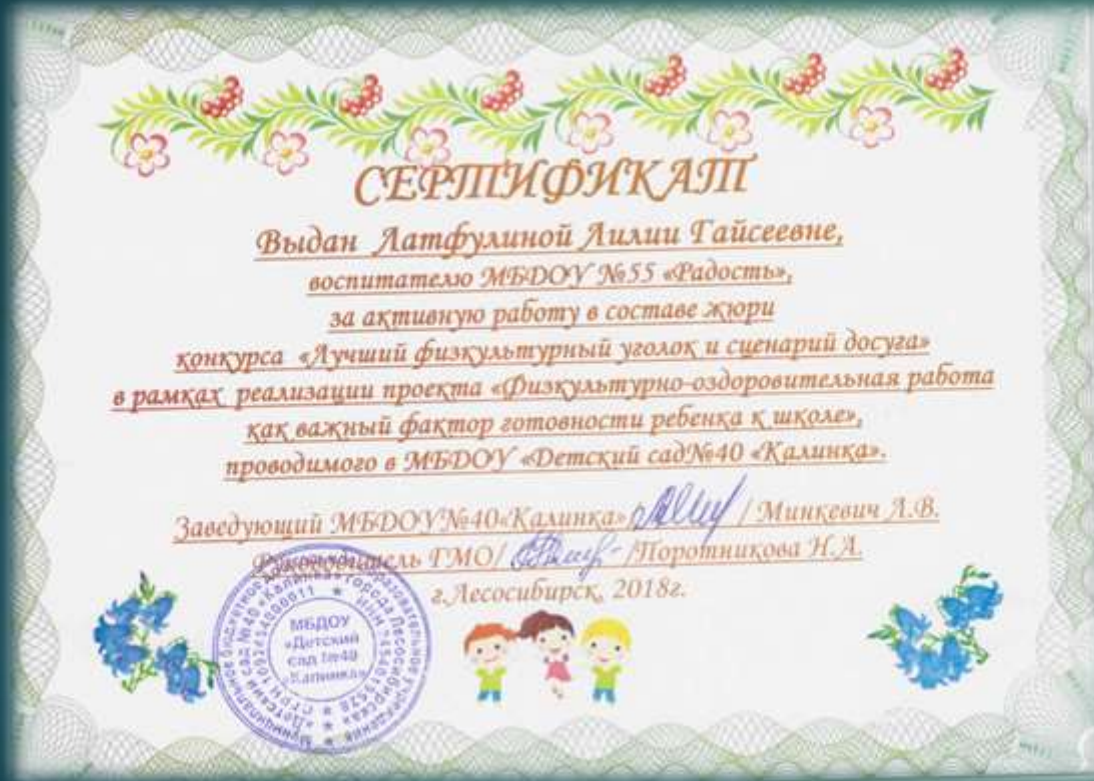 СЕРТИФИКАТ
Выдан Латфулиной Лилии Гайсеевне,
воспитателю МБДОУ №55 «Радость»,
за активную работу в составе жюри
конкурса «Лучший физкультурный уголок и сценарий досуга»
в рамках реализации проекта «Физкультурно-оздоровительная работа
как важный фактор готовности ребенка к школе»,
проводимого в МБДОУ «Детский сад№40 «Калинка».
Заведующий МБДОУ№40«Калинка» / Минкевич Л.В.
Руководитель ГМО/ /Поротникова Н.А.
г.Лесосибирск, 2018г.
МБДОУ
«Детский
сад №40
«Калинка»